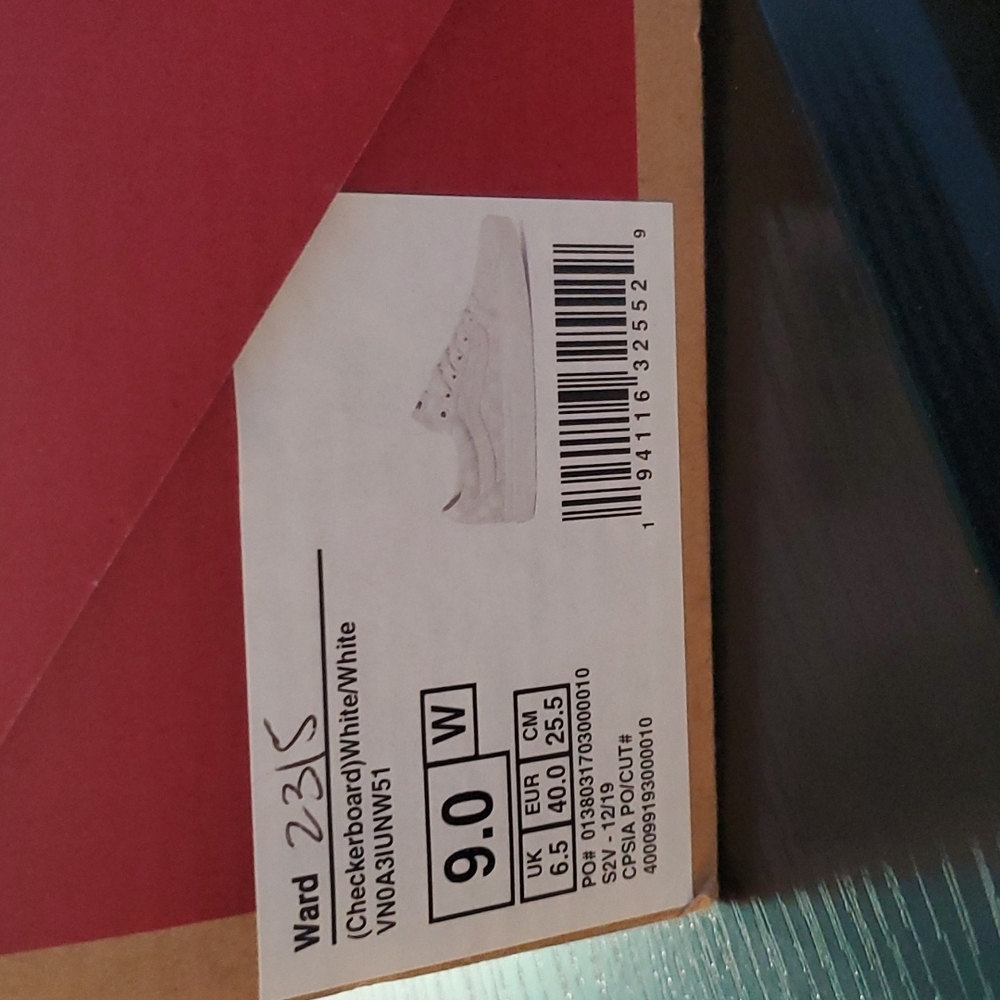 Ward 2315
(Checkerboard)White/White
VN0A3IUNW51
9.0 W
UK EUR CM
6.5 40.0 25.5
PO# 0138031703000010
S2V - 12/19
CPSIA PO/CUT#
4000991930000010
1 94116 32552 9